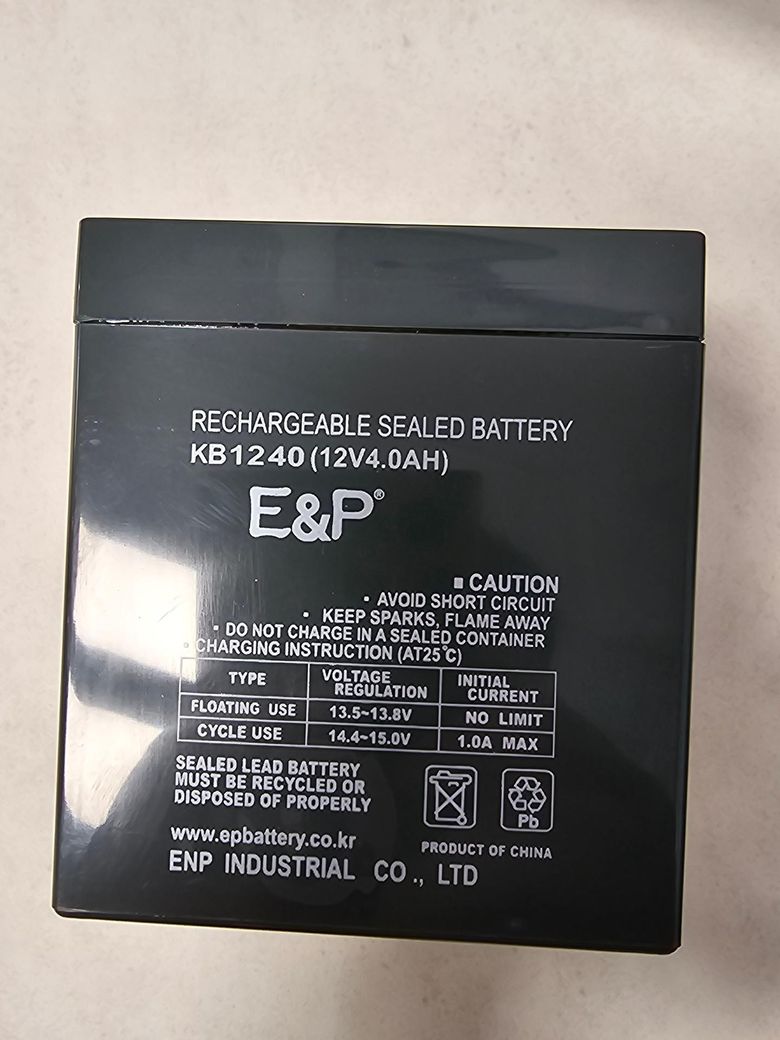 RECHARGEABLE SEALED BATTERY
KB1240(12V4.0AH)
E&P®
■ CAUTION
· AVOID SHORT CIRCUIT
· KEEP SPARKS, FLAME AWAY
· DO NOT CHARGE IN A SEALED CONTAINER
· CHARGING INSTRUCTION (AT25℃)
TYPE VOLTAGE REGULATION INITIAL CURRENT
FLOATING USE 13.5~13.8V NO LIMIT
CYCLE USE 14.4~15.0V 1.0A MAX
SEALED LEAD BATTERY
MUST BE RECYCLED OR
DISPOSED OF PROPERLY
Pb
www.epbattery.co.kr
PRODUCT OF CHINA
ENP INDUSTRIAL CO., LTD